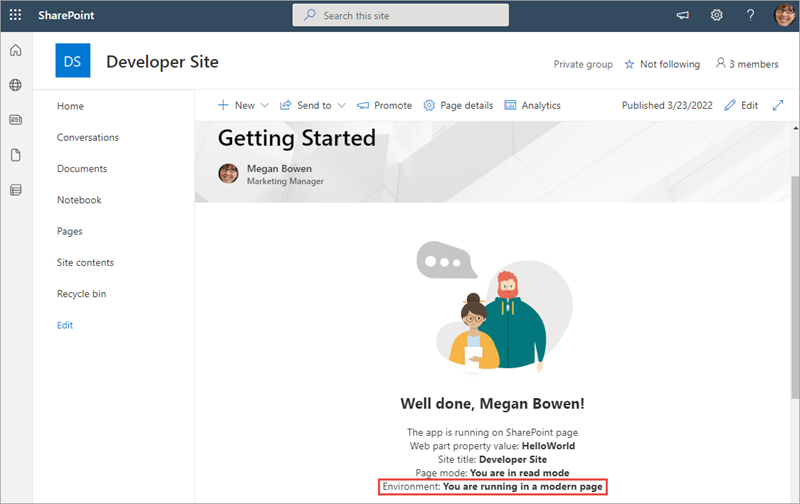 SharePoint
Search this site
?
DS
Developer Site
Private group
Not following
3 members
Home
Conversations
Documents
Notebook
Pages
Site contents
Recycle bin
Edit
New
Send to
Promote
Page details
Analytics
Published 3/23/2022
Edit
Getting Started
Megan Bowen
Marketing Manager
Well done, Megan Bowen!
The app is running on SharePoint page
Web part property value: HelloWorld
Site title: Developer Site
Page mode: You are in read mode
Environment: You are running in a modern page